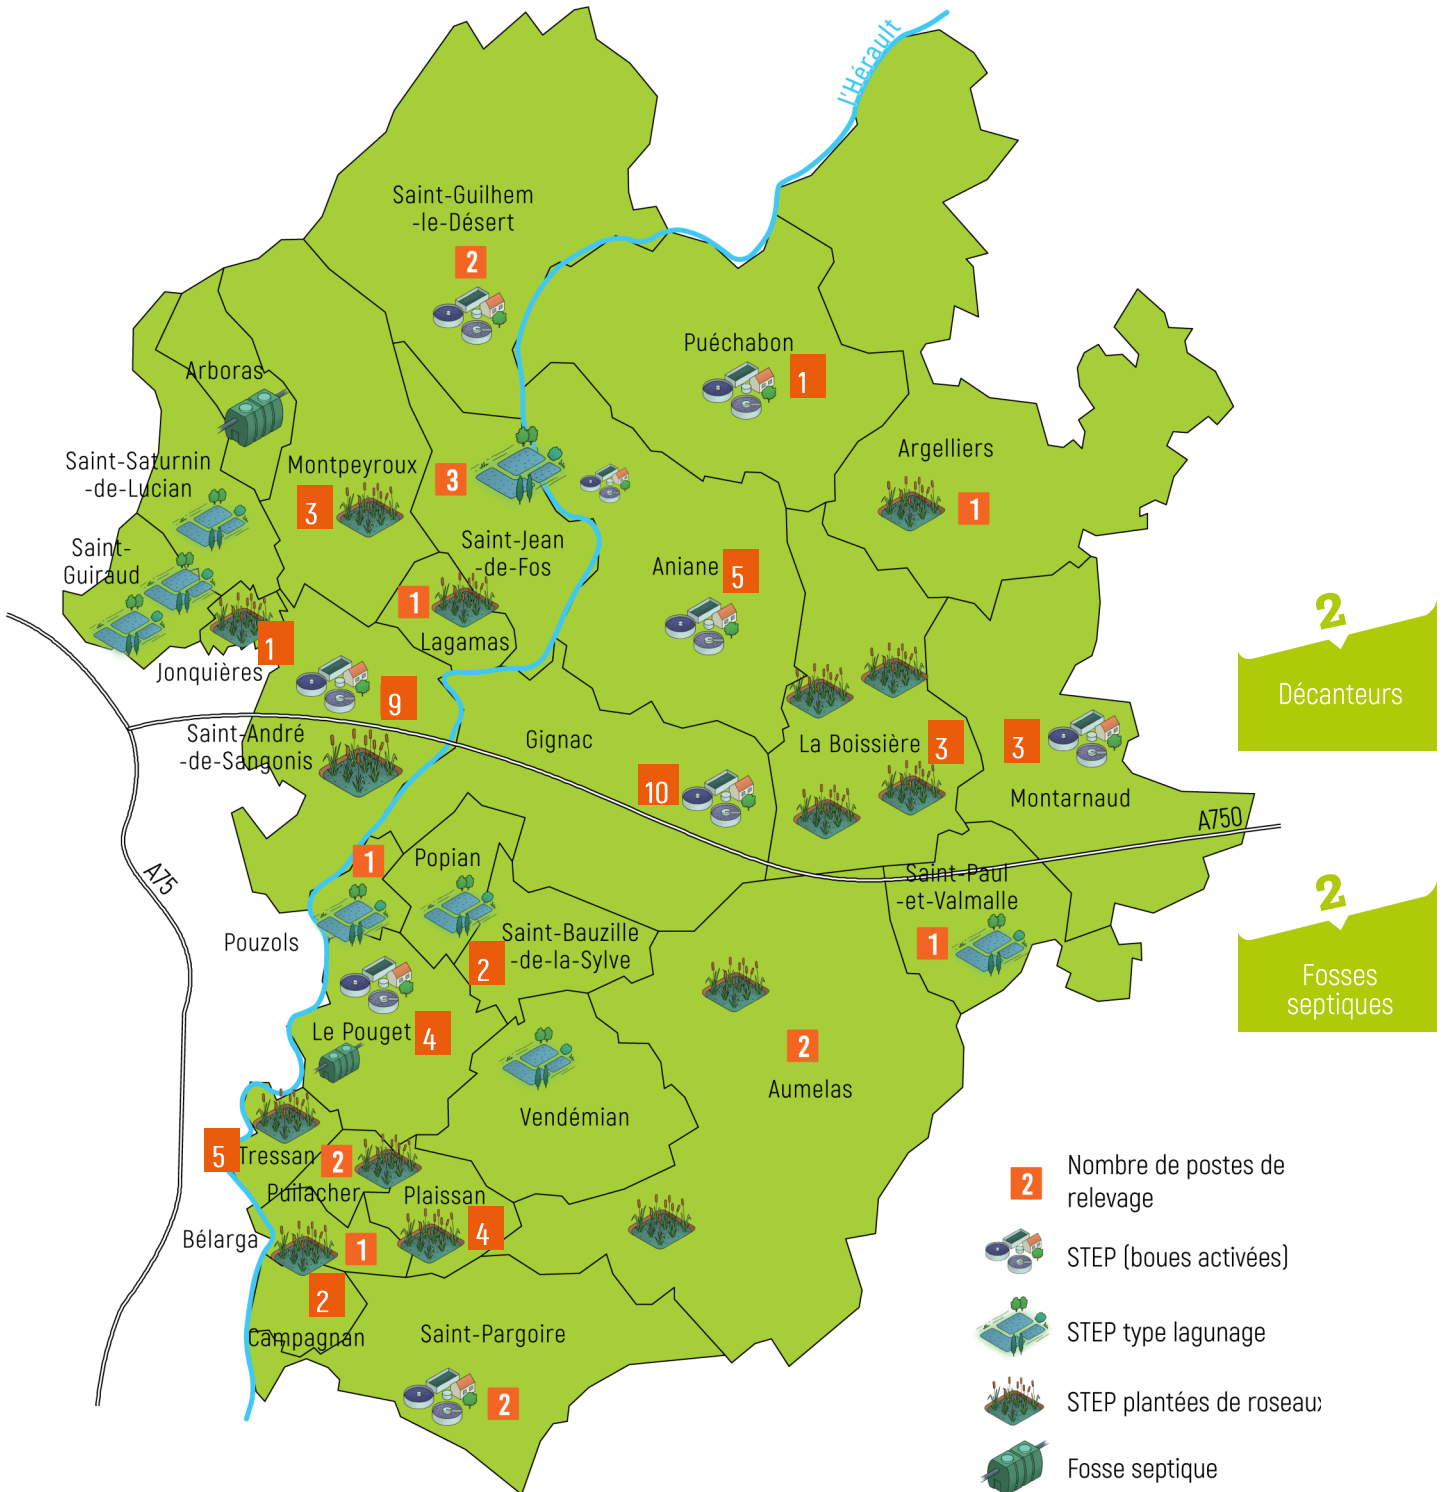 l'Hérault
Saint-Guilhem
-le-Désert
2
Puéchabon
1
Arboras
Argelliers
1
Saint-Saturnin
-de-Lucian
Montpeyroux
3
3
Saint-Jean
-de-Fos
Saint-
Guiraud
Aniane
5
1
Lagamas
1
Jonquières
9
Saint-André
-de-Sangonis
Gignac
10
La Boissière
3
3
Montarnaud
2
Décanteurs
A750
A75
1
Popian
Saint-Paul
-et-Valmalle
1
Pouzols
2
Saint-Bauzille
-de-la-Sylve
2
Fosses
septiques
Le Pouget
4
2
Aumelas
Vendémian
5
Tressan
2
Puilacher
Plaissan
4
Bélarga
1
2
Campagnan
Saint-Pargoire
2
2
Nombre de postes de
relevage
STEP (boues activées)
STEP type lagunage
STEP plantées de roseaux
Fosse septique